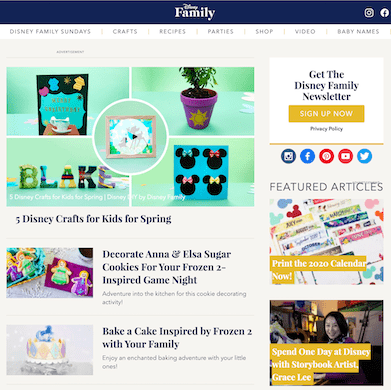 Disney
Family
DISNEY FAMILY SUNDAYS
CRAFTS
RECIPES
PARTIES
SHOP
VIDEO
BABY NAMES
ADVERTISEMENT
BLAKE
5 Disney Crafts for Kids for Spring | Disney DIY by Disney Family
5 Disney Crafts for Kids for Spring
Decorate Anna & Elsa Sugar
Cookies For Your Frozen 2-
Inspired Game Night
Adventure into the kitchen for this cookie decorating
activity!
Bake a Cake Inspired by Frozen 2
with Your Family
Enjoy an enchanted baking adventure with your little
ones!
Get The
Disney Family
Newsletter
SIGN UP NOW
Privacy Policy
FEATURED ARTICLES
Print the 2020 Calendar
Now!
Spend One Day at Disney
with Storybook Artist,
Grace Lee